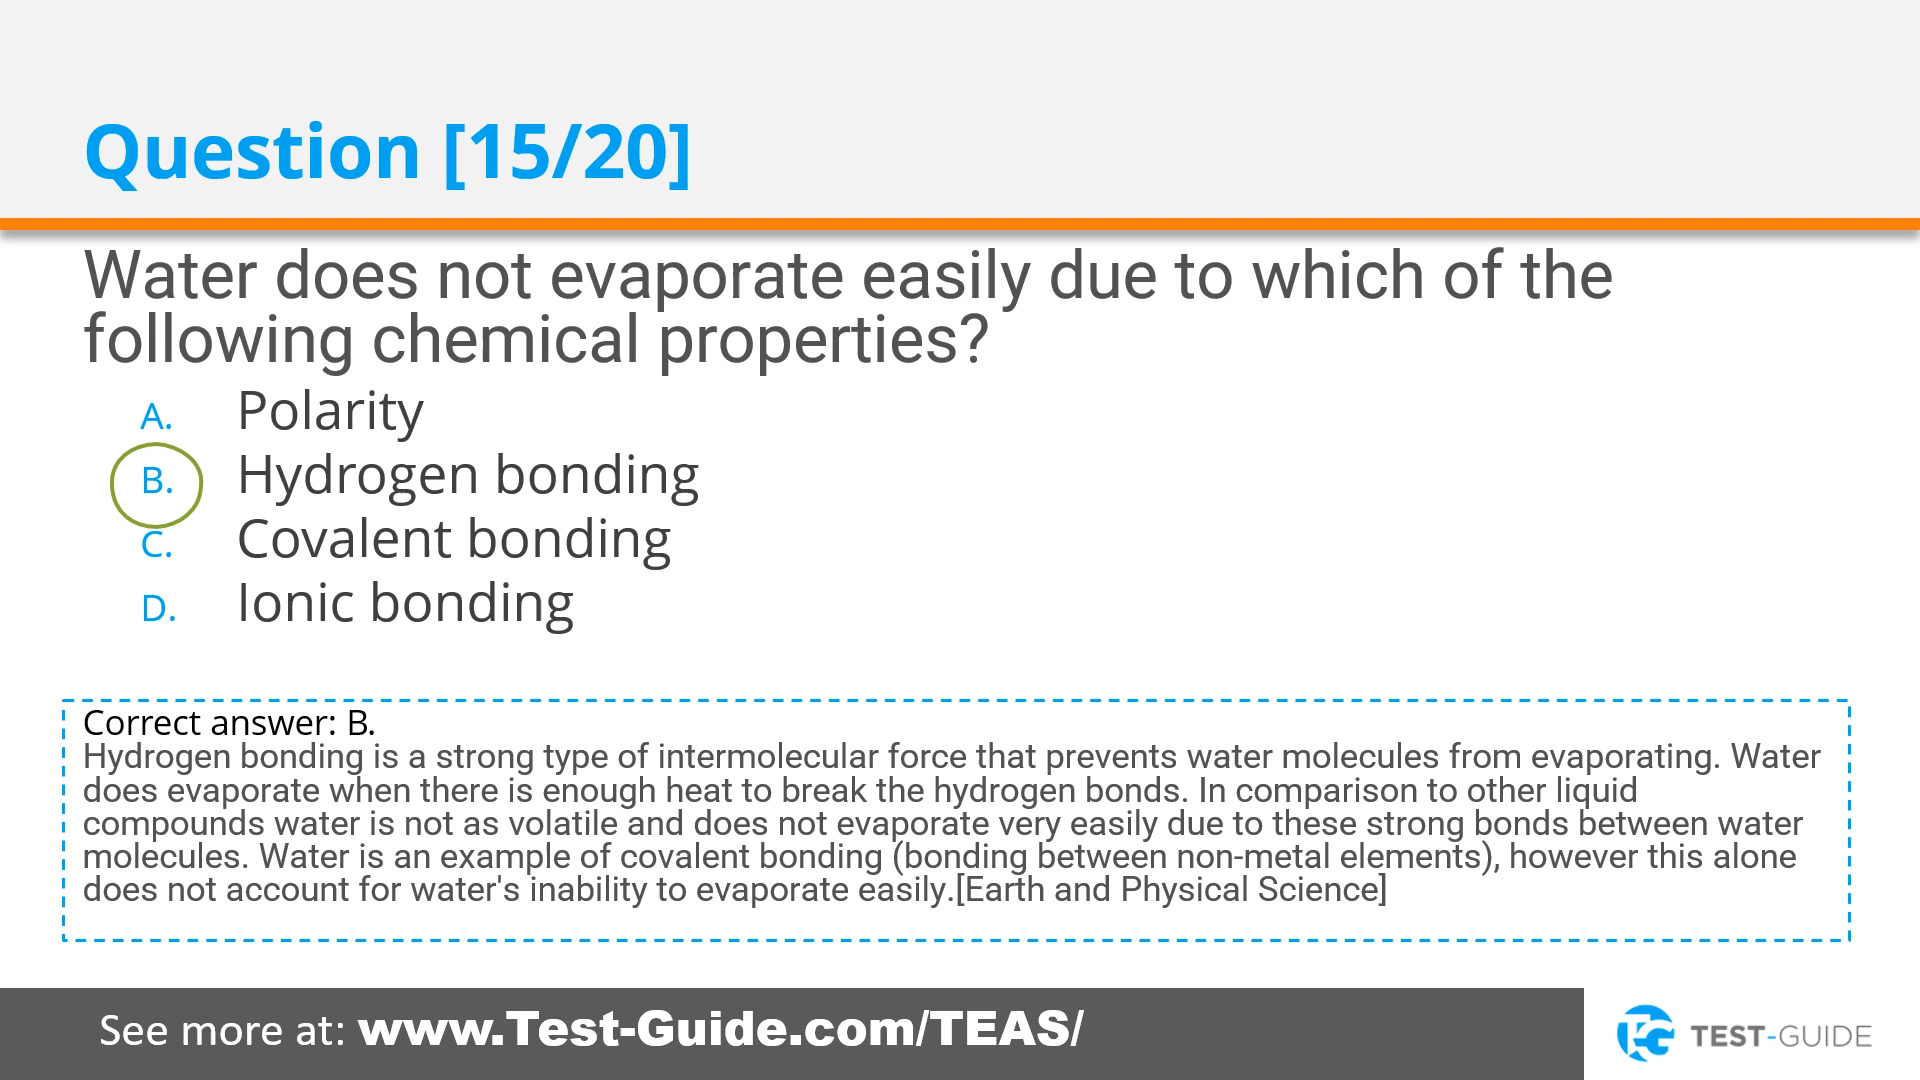 Question [15/20]
Water does not evaporate easily due to which of the
following chemical properties?
A. Polarity
B. Hydrogen bonding
C. Covalent bonding
D. Ionic bonding
Correct answer: B.
Hydrogen bonding is a strong type of intermolecular force that prevents water molecules from evaporating. Water
does evaporate when there is enough heat to break the hydrogen bonds. In comparison to other liquid
compounds water is not as volatile and does not evaporate very easily due to these strong bonds between water
molecules. Water is an example of covalent bonding (bonding between non-metal elements), however this alone
does not account for water's inability to evaporate easily.[Earth and Physical Science]
See more at: www.Test-Guide.com/TEAS/
TEST-GUIDE